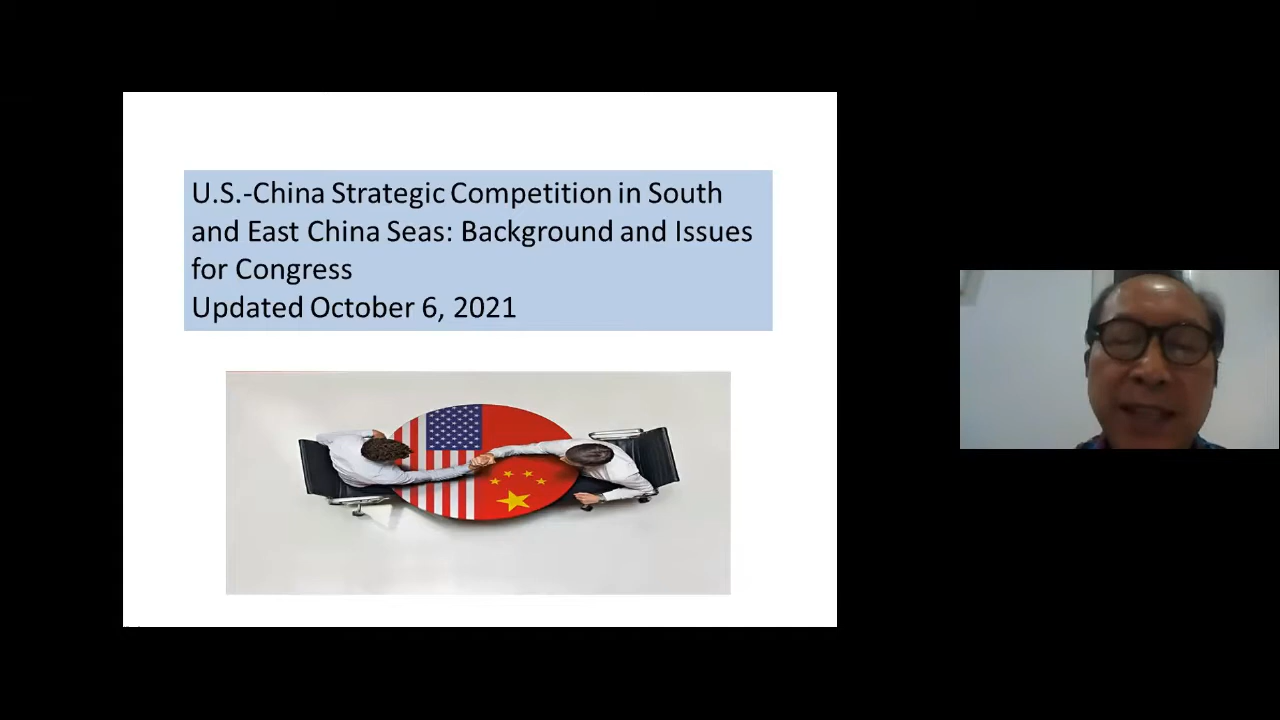 U.S.-China Strategic Competition in South
and East China Seas: Background and Issues
for Congress
Updated October 6, 2021